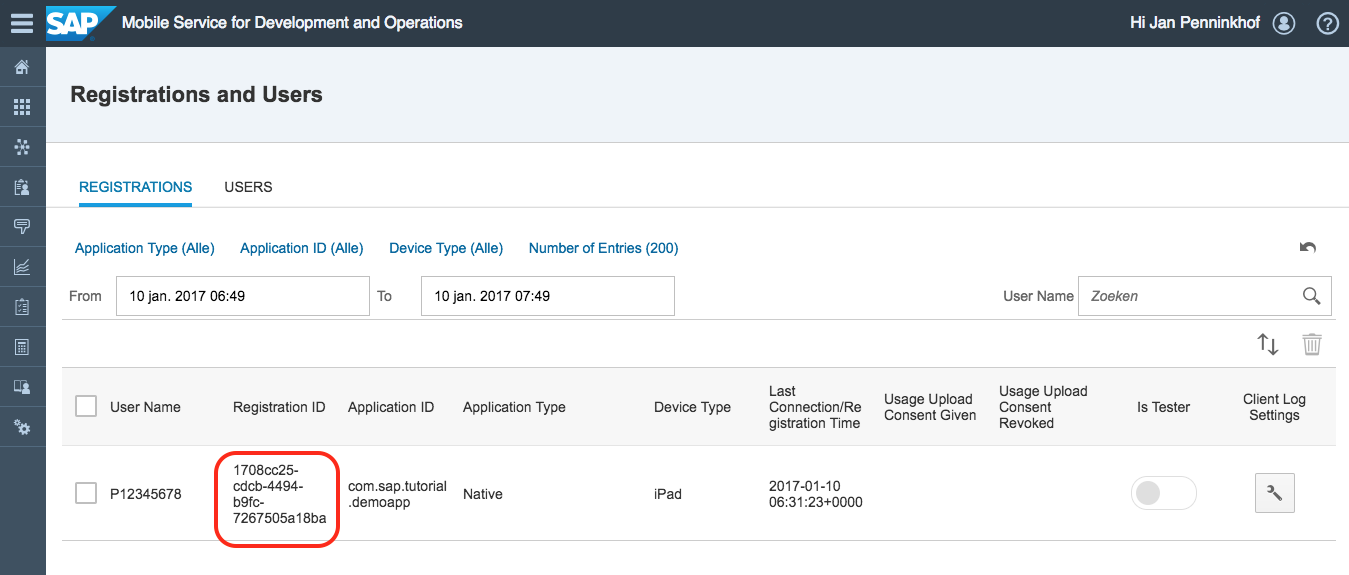 SAP Mobile Service for Development and Operations Hi Jan Penninkhof ?
Registrations and Users
REGISTRATIONS USERS
Application Type (Alle) Application ID (Alle) Device Type (Alle) Number of Entries (200)
From 10 jan. 2017 06:49 To 10 jan. 2017 07:49 User Name Zoeken
User Name
Registration ID
Application ID
Application Type
Device Type
Last
Connection/Re
gistration Time
Usage Upload
Consent Given
Usage Upload
Consent
Revoked
Is Tester
Client Log
Settings
P12345678
1708cc25-
cdcb-4494-
b9fc-
7267505a18ba
com.sap.tutorial
.demoapp
Native
iPad
2017-01-10
06:31:23+0000